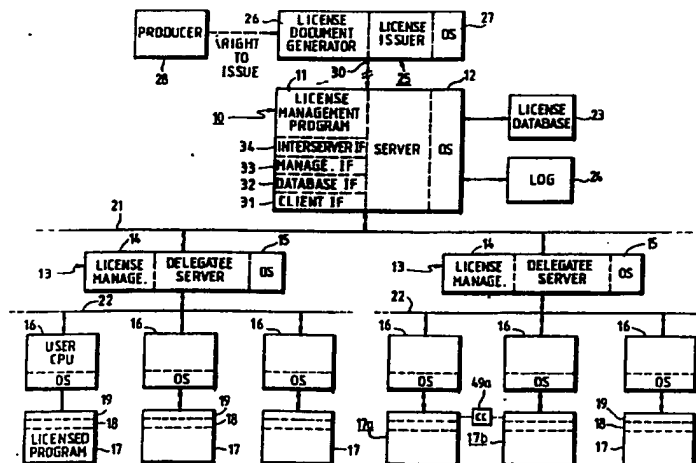 PRODUCER
28
RIGHT TO ISSUE
26
LICENSE DOCUMENT GENERATOR
LICENSE ISSUER
OS
27
30
25
11
12
10
LICENSE MANAGEMENT PROGRAM
SERVER
OS
34
INTERSERVER IF
33
MANAGE. IF
32
DATABASE IF
31
CLIENT IF
LICENSE DATABASE
23
LOG
24
21
14
15
13
LICENSE MANAGE.
DELEGATEE SERVER
OS
14
15
13
LICENSE MANAGE.
DELEGATEE SERVER
OS
22
22
16
16
16
16
16
16
USER CPU
OS
OS
OS
OS
OS
OS
19
18
LICENSED PROGRAM
17
19
18
17
17
17a
49a
CC
17b
19
18
17